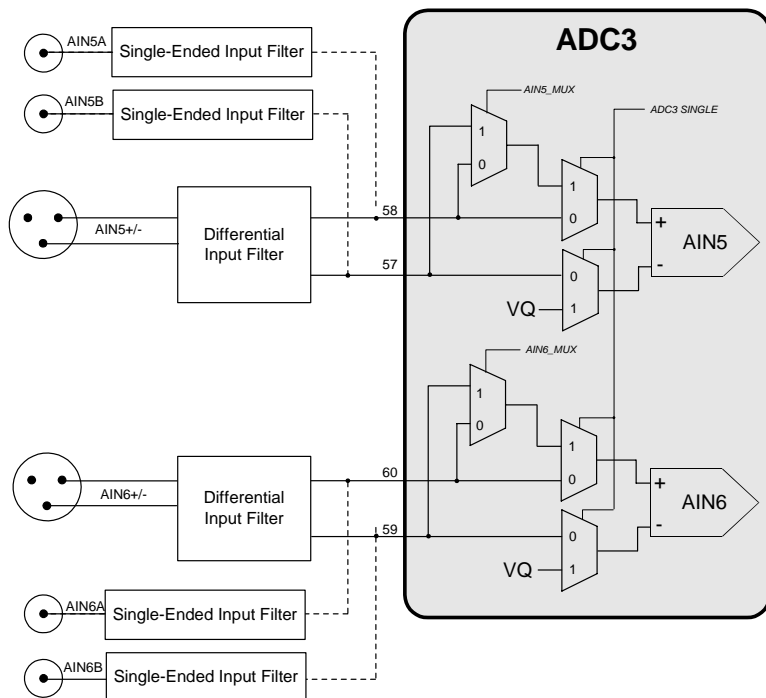 ADC3
AIN5A
Single-Ended Input Filter
AIN5B
Single-Ended Input Filter
AIN5_MUX
ADC3 SINGLE
1
0
1
0
58
AIN5+/-
Differential
Input Filter
57
+
AIN5
-
0
1
VQ
AIN6_MUX
1
0
1
0
60
AIN6+/-
Differential
Input Filter
59
+
AIN6
-
0
1
VQ
AIN6A
Single-Ended Input Filter
AIN6B
Single-Ended Input Filter